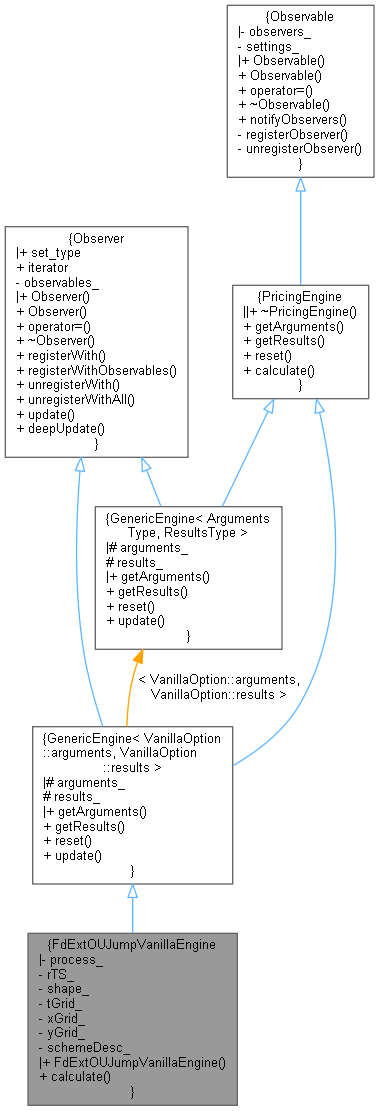 {Observable
|- observers_
- settings_
|+ Observable()
+ Observable()
+ operator=()
+ ~Observable()
+ notifyObservers()
- registerObserver()
- unregisterObserver()
}
{Observer
|+ set_type
+ iterator
- observables_
|+ Observer()
+ Observer()
+ operator=()
+ ~Observer()
+ registerWith()
+ registerWithObservables()
+ unregisterWith()
+ unregisterWithAll()
+ update()
+ deepUpdate()
}
{PricingEngine
||+ ~PricingEngine()
+ getArguments()
+ getResults()
+ reset()
+ calculate()
}
{GenericEngine< Arguments
Type, ResultsType >
|# arguments_
# results_
|+ getArguments()
+ getResults()
+ reset()
+ update()
}
< VanillaOption::arguments,
VanillaOption::results >
{GenericEngine< VanillaOption
::arguments, VanillaOption
::results >
|# arguments_
# results_
|+ getArguments()
+ getResults()
+ reset()
+ update()
}
{FdExtOUJumpVanillaEngine
|- process_
- rTS_
- shape_
- tGrid_
- xGrid_
- yGrid_
- schemeDesc_
|+ FdExtOUJumpVanillaEngine()
+ calculate()
}